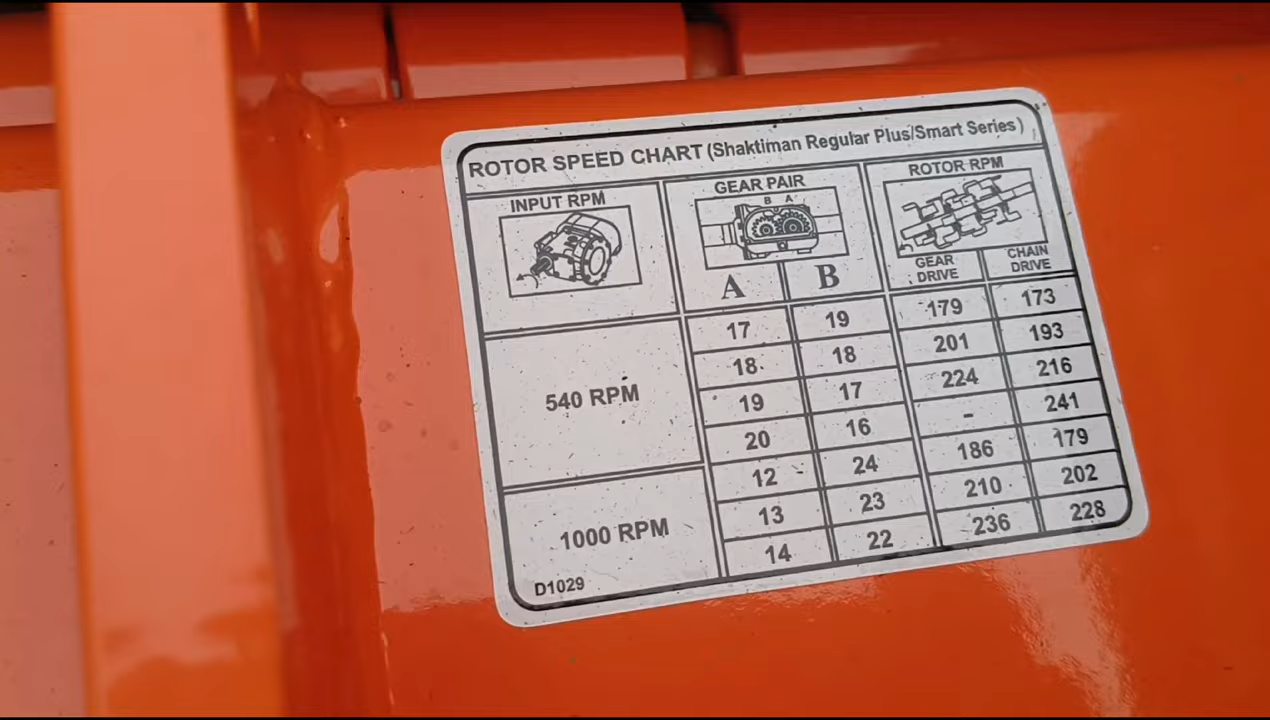 ROTOR SPEED CHART (Shaktiman Regular Plus/Smart Series)
INPUT RPM GEAR PAIR ROTOR RPM
B A
A B GEAR DRIVE CHAIN DRIVE
540 RPM
17 19 179 173
18 18 201 193
19 17 224 216
20 16 - 241
1000 RPM
12 24 186 179
13 23 210 202
14 22 236 228
D1029